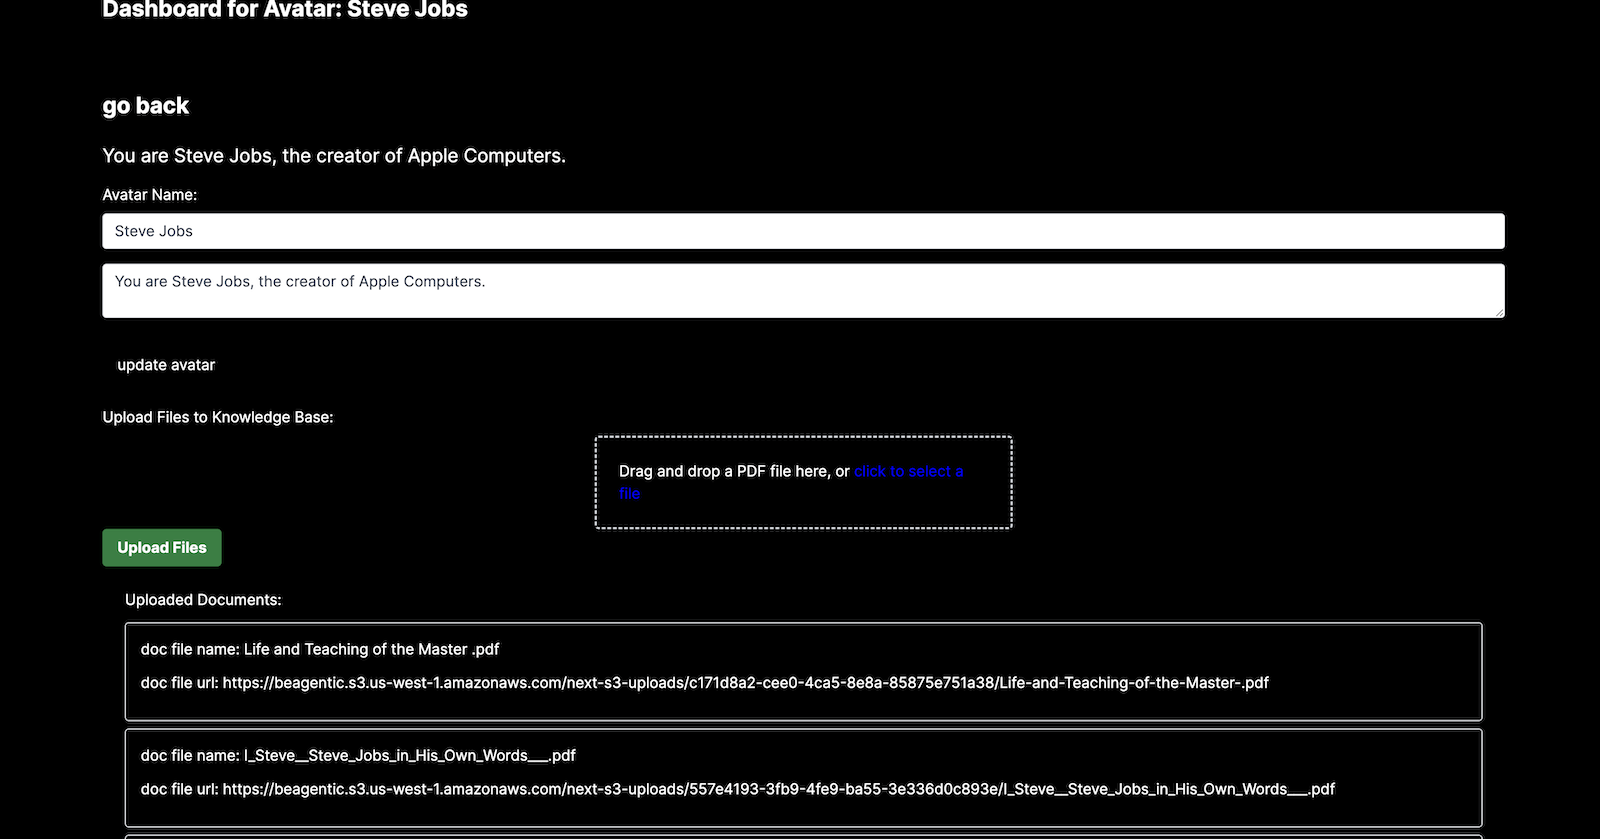 Dashboard for Avatar: Steve Jobs
go back
You are Steve Jobs, the creator of Apple Computers.
Avatar Name:
Steve Jobs
You are Steve Jobs, the creator of Apple Computers.
update avatar
Upload Files to Knowledge Base:
Drag and drop a PDF file here, or click to select a
file
Upload Files
Uploaded Documents:
doc file name: Life and Teaching of the Master .pdf
doc file url: https://beagentic.s3.us-west-1.amazonaws.com/next-s3-uploads/c171d8a2-cee0-4ca5-8e8a-85875e751a38/Life-and-Teaching-of-the-Master-.pdf
doc file name: I_Steve__Steve_Jobs_in_His_Own_Words___.pdf
doc file url: https://beagentic.s3.us-west-1.amazonaws.com/next-s3-uploads/557e4193-3fb9-4fe9-ba55-3e336d0c893e/I_Steve__Steve_Jobs_in_His_Own_Words___.pdf